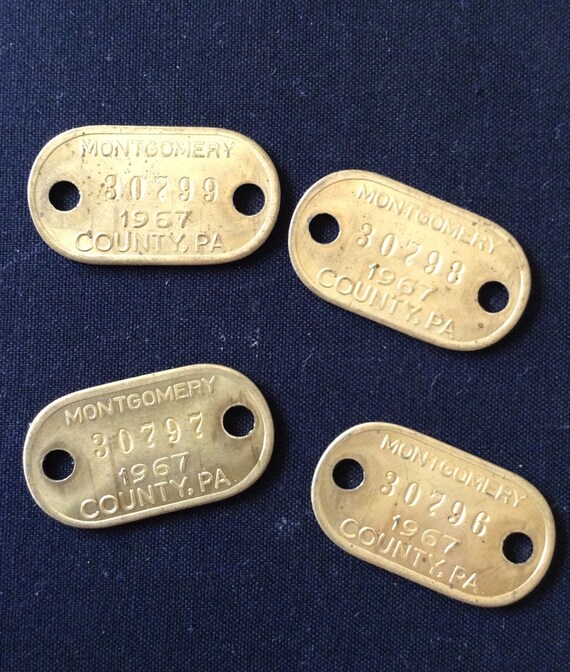 MONTGOMERY
30799
1967
COUNTY, PA
MONTGOMERY
30798
1967
COUNTY, PA
MONTGOMERY
30797
1967
COUNTY, PA
MONTGOMERY
30796
1967
COUNTY, PA